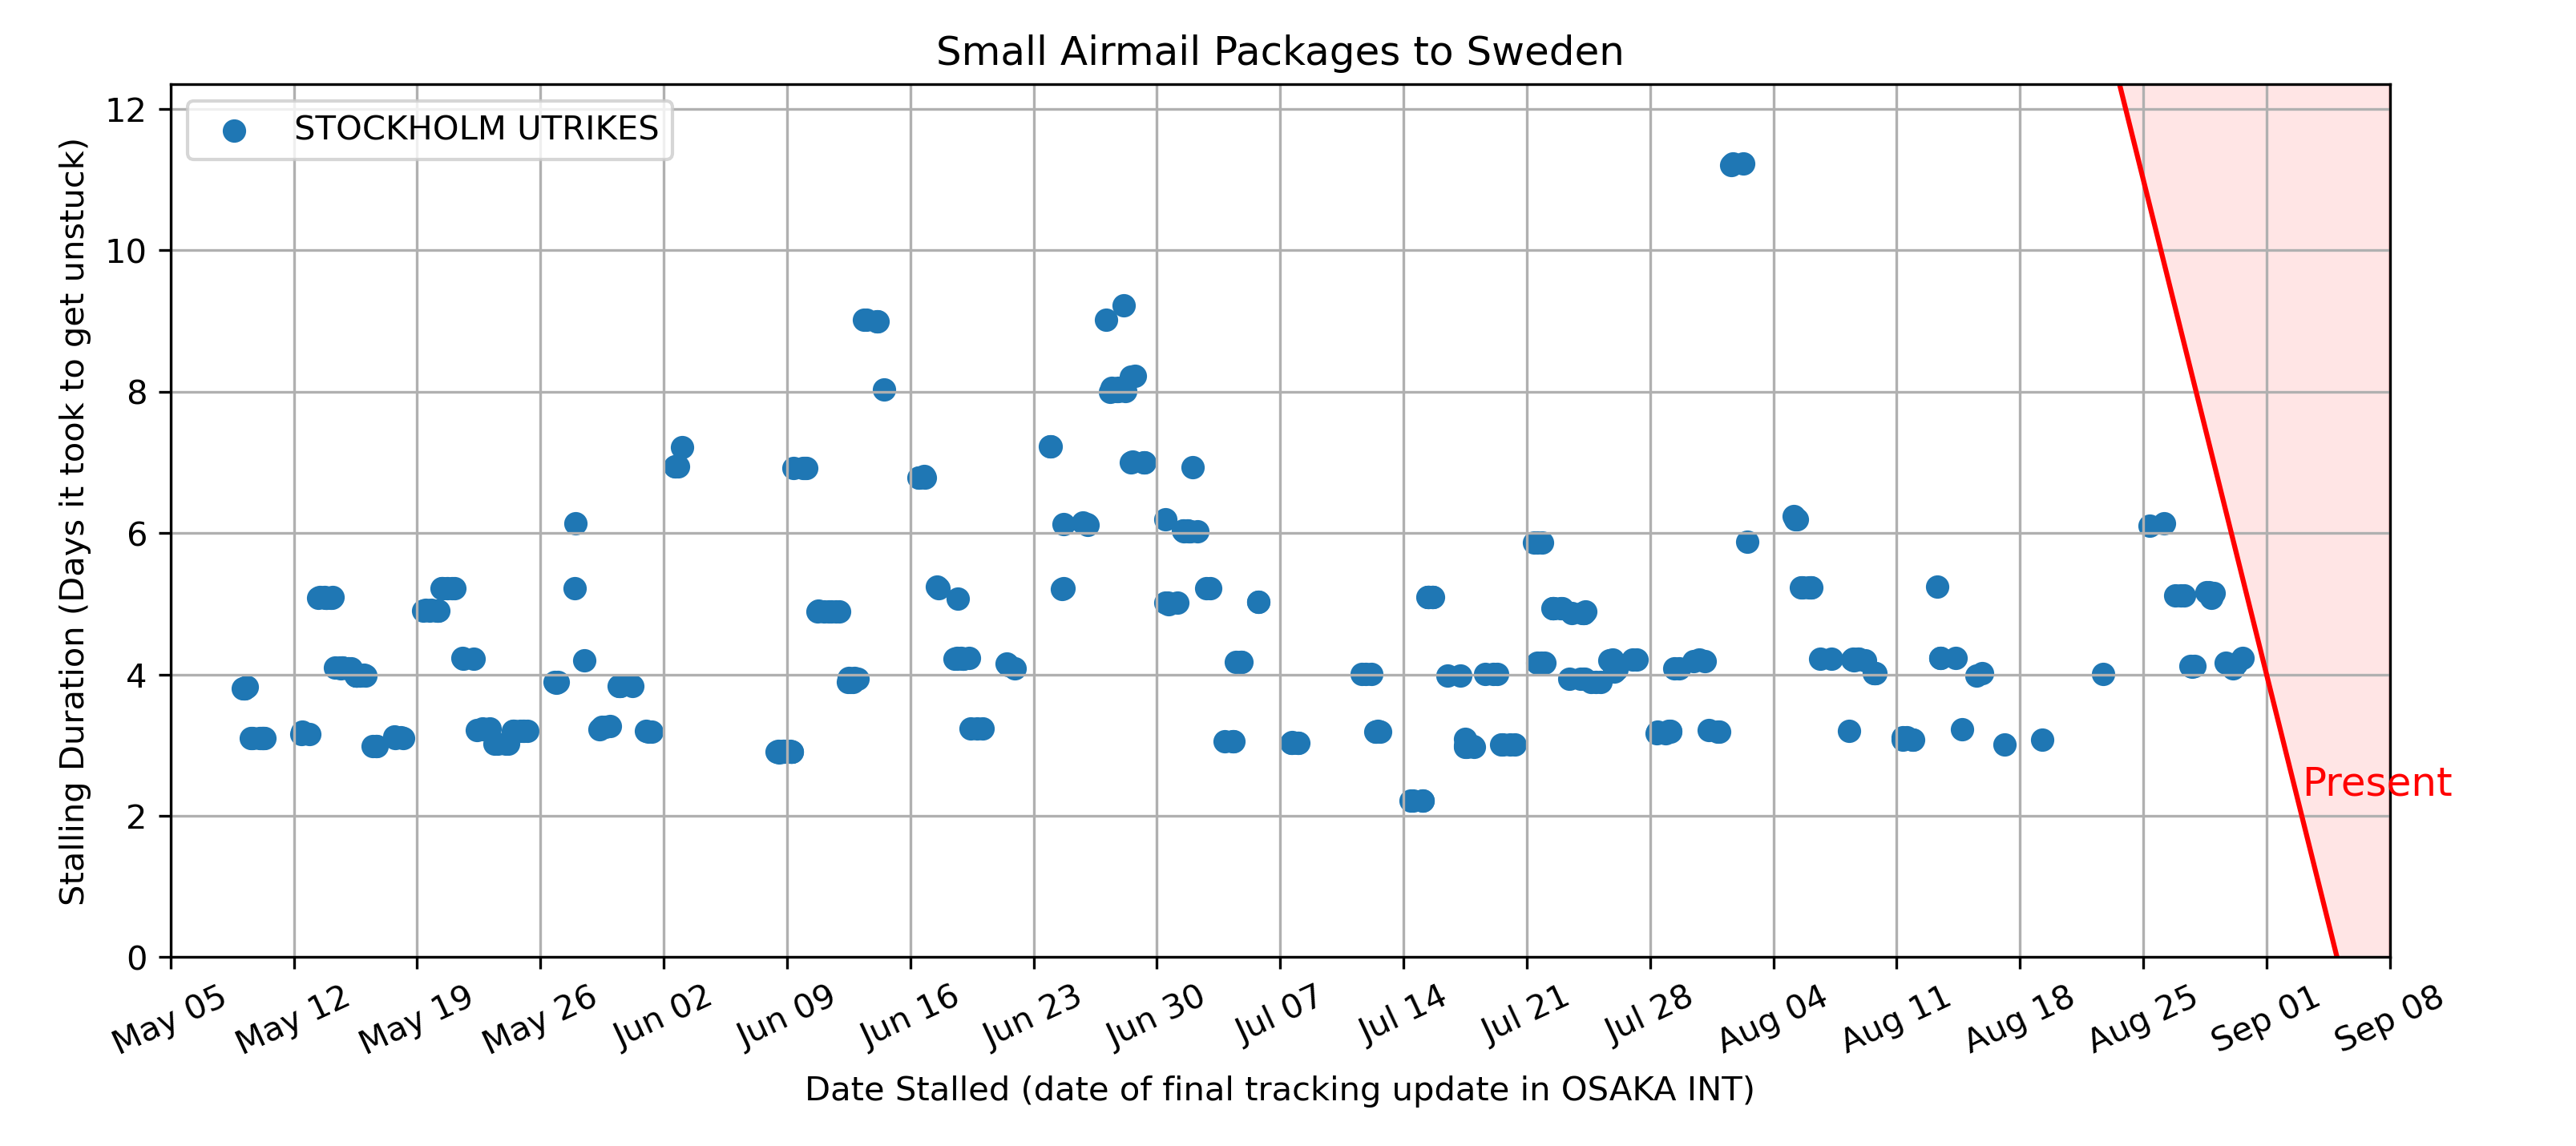 Small Airmail Packages to Sweden
STOCKHOLM UTRIKES
Stalling Duration (Days it took to get unstuck)
12
10
8
6
4
2
0
Present
May 05
May 12
May 19
May 26
Jun 02
Jun 09
Jun 16
Jun 23
Jun 30
Jul 07
Jul 14
Jul 21
Jul 28
Aug 04
Aug 11
Aug 18
Aug 25
Sep 01
Sep 08
Date Stalled (date of final tracking update in OSAKA INT)